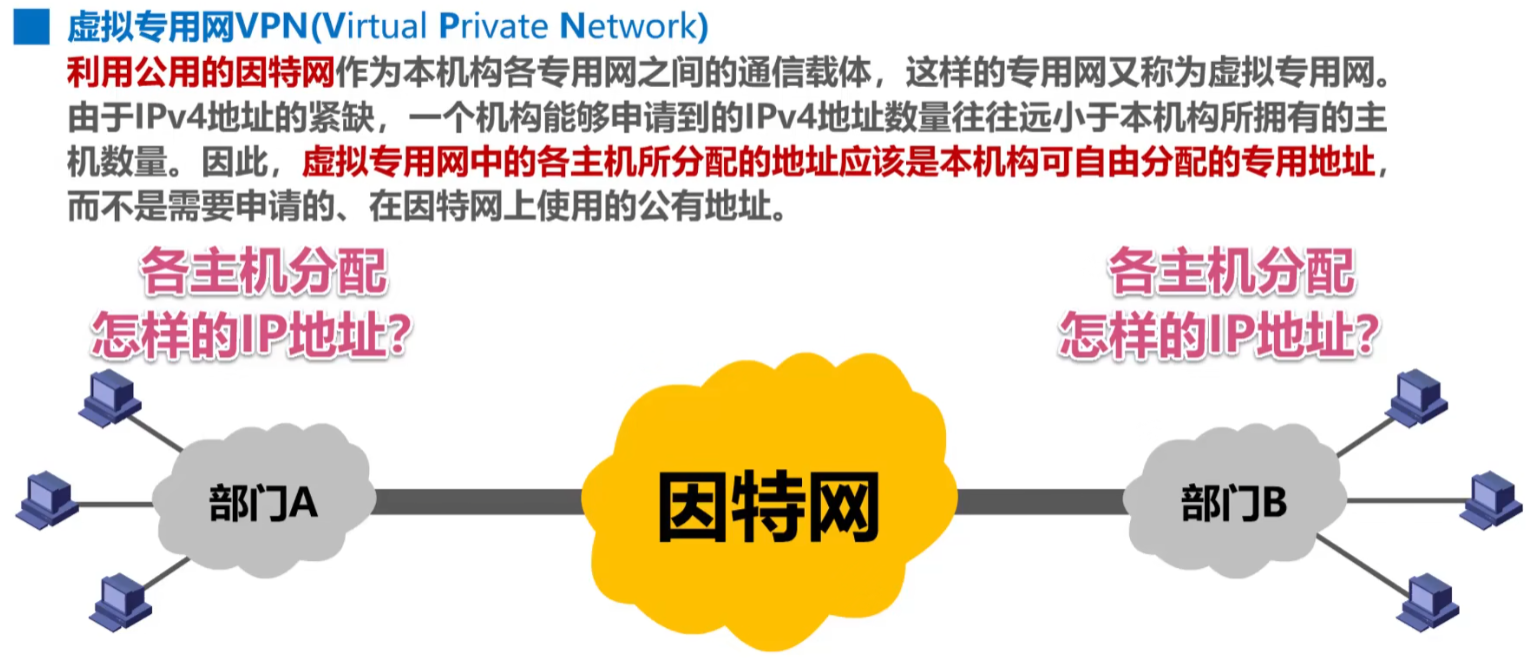 虚拟专用网VPN(Virtual Private Network)
利用公用的因特网作为本机构各专用网之间的通信载体，这样的专用网又称为虚拟专用网。
由于IPv4地址的紧缺，一个机构能够申请到的IPv4地址数量往往远小于本机构所拥有的主
机数量。因此，虚拟专用网中的各主机所分配的地址应该是本机构可自由分配的专用地址，
而不是需要申请的、在因特网上使用的公有地址。
各主机分配
怎样的IP地址？
各主机分配
怎样的IP地址？
部门A
因特网
部门B